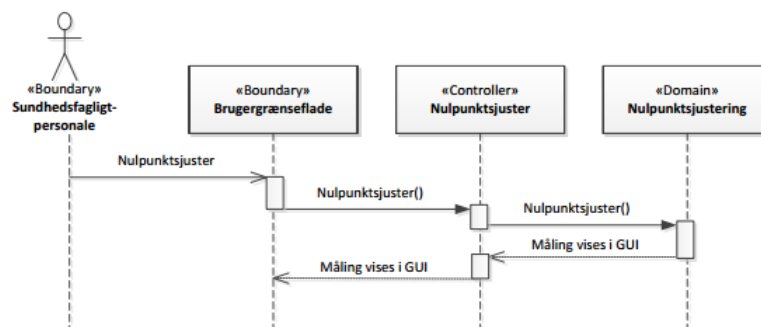 «Boundary»
Sundhedsfagligt-
personale
«Boundary»
Brugergrænseflade
«Controller»
Nulpunktsjuster
«Domain»
Nulpunktsjustering
Nulpunktsjuster
Nulpunktsjuster()
Nulpunktsjuster()
Måling vises i GUI
Måling vises i GUI